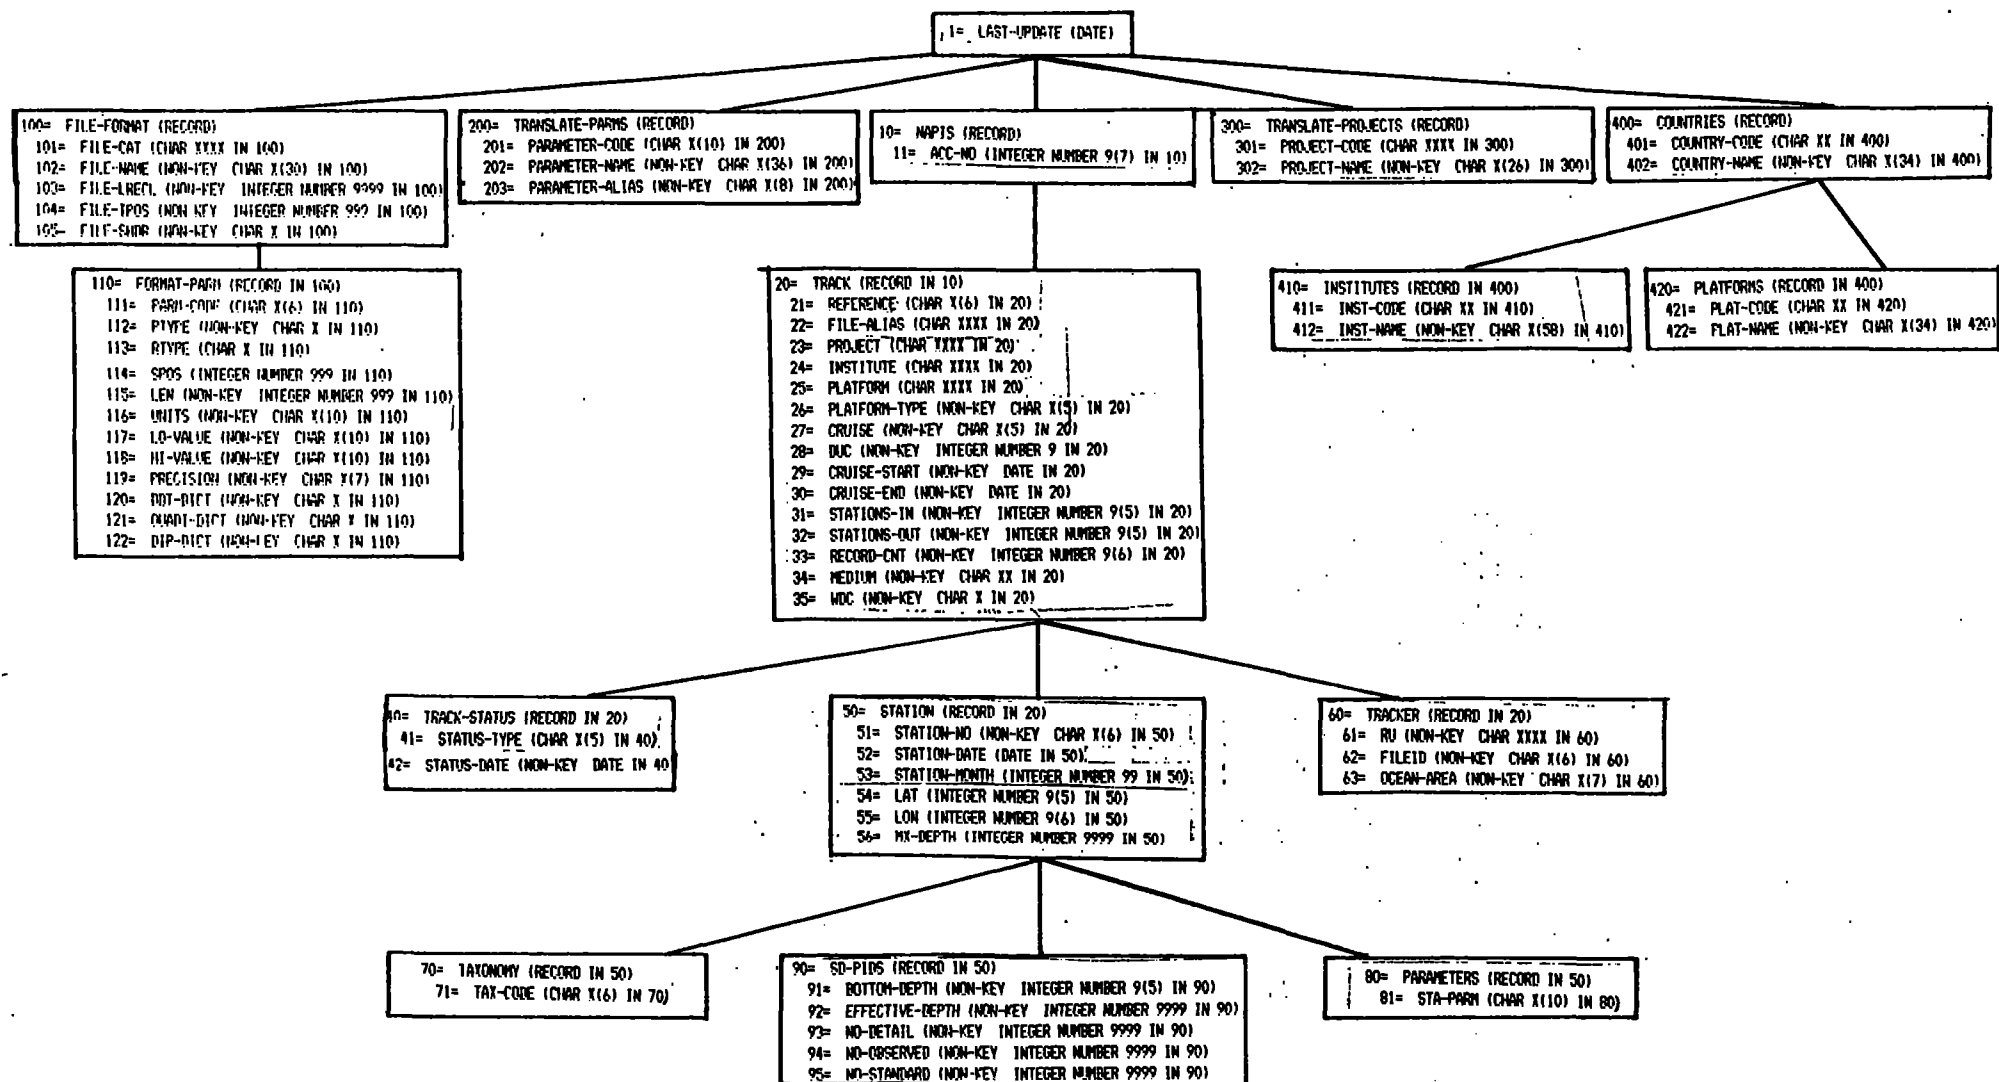 1= LAST-UPDATE (DATE)
100= FILE-FORMAT (RECORD)
101= FILE-CAT (CHAR XXXX IN 100)
102= FILE-NAME (NON-KEY CHAR X(30) IN 100)
103= FILE-LRECL (NON-KEY INTEGER NUMBER 9999 IN 100)
104= FILE-TPOS (NON KEY INTEGER NUMBER 999 IN 100)
105= FILE-SHDR (NON-KEY CHAR X IN 100)
200= TRANSLATE-PARMS (RECORD)
201= PARAMETER-CODE (CHAR X(10) IN 200)
202= PARAMETER-NAME (NON-KEY CHAR X(36) IN 200)
203= PARAMETER-ALIAS (NON-KEY CHAR X(8) IN 200)
10= NAPIS (RECORD)
11= ACC-NO (INTEGER NUMBER 9(7) IN 10)
300= TRANSLATE-PROJECTS (RECORD)
301= PROJECT-CODE (CHAR XXXX IN 300)
302= PROJECT-NAME (NON-KEY CHAR X(26) IN 300)
400= COUNTRIES (RECORD)
401= COUNTRY-CODE (CHAR XX IN 400)
402= COUNTRY-NAME (NON-KEY CHAR X(34) IN 400)
110= FORMAT-PARM (RECORD IN 100)
111= PARM-CODE (CHAR X(6) IN 110)
112= PTYPE (NON-KEY CHAR X IN 110)
113= RTYPE (CHAR X IN 110)
114= SPOS (INTEGER NUMBER 999 IN 110)
115= LEN (NON-KEY INTEGER NUMBER 999 IN 110)
116= UNITS (NON-KEY CHAR X(10) IN 110)
117= LO-VALUE (NON-KEY CHAR X(10) IN 110)
118= HI-VALUE (NON-KEY CHAR X(10) IN 110)
119= PRECISION (NON-KEY CHAR X(7) IN 110)
120= DDT-DICT (NON-KEY CHAR X IN 110)
121= QUADI-DICT (NON-KEY CHAR X IN 110)
122= DIP-DICT (NON-KEY CHAR X IN 110)
20= TRACK (RECORD IN 10)
21= REFERENCE (CHAR X(6) IN 20)
22= FILE-ALIAS (CHAR XXXX IN 20)
23= PROJECT (CHAR XXXX IN 20)
24= INSTITUTE (CHAR XXXX IN 20)
25= PLATFORM (CHAR XXXX IN 20)
26= PLATFORM-TYPE (NON-KEY CHAR X(5) IN 20)
27= CRUISE (NON-KEY CHAR X(5) IN 20)
28= DUC (NON-KEY INTEGER NUMBER 9 IN 20)
29= CRUISE-START (NON-KEY DATE IN 20)
30= CRUISE-END (NON-KEY DATE IN 20)
31= STATIONS-IN (NON-KEY INTEGER NUMBER 9(5) IN 20)
32= STATIONS-OUT (NON-KEY INTEGER NUMBER 9(5) IN 20)
33= RECORD-CNT (NON-KEY INTEGER NUMBER 9(6) IN 20)
34= MEDIUM (NON-KEY CHAR XX IN 20)
35= WDC (NON-KEY CHAR X IN 20)
410= INSTITUTES (RECORD IN 400)
411= INST-CODE (CHAR XX IN 410)
412= INST-NAME (NON-KEY CHAR X(58) IN 410)
420= PLATFORMS (RECORD IN 400)
421= PLAT-CODE (CHAR XX IN 420)
422= PLAT-NAME (NON-KEY CHAR X(34) IN 420)
40= TRACK-STATUS (RECORD IN 20)
41= STATUS-TYPE (CHAR X(5) IN 40)
42= STATUS-DATE (NON-KEY DATE IN 40
50= STATION (RECORD IN 20)
51= STATION-NO (NON-KEY CHAR X(6) IN 50)
52= STATION-DATE (DATE IN 50)
53= STATION-MONTH (INTEGER NUMBER 99 IN 50)
54= LAT (INTEGER NUMBER 9(5) IN 50)
55= LON (INTEGER NUMBER 9(6) IN 50)
56= MX-DEPTH (INTEGER NUMBER 9999 IN 50)
60= TRACKER (RECORD IN 20)
61= RU (NON-KEY CHAR XXXX IN 60)
62= FILEID (NON-KEY CHAR X(6) IN 60)
63= OCEAN-AREA (NON-KEY CHAR X(7) IN 60)
70= TAXONOMY (RECORD IN 50)
71= TAX-CODE (CHAR X(6) IN 70)
90= SD-PIDS (RECORD IN 50)
91= BOTTOM-DEPTH (NON-KEY INTEGER NUMBER 9(5) IN 90)
92= EFFECTIVE-DEPTH (NON-KEY INTEGER NUMBER 9999 IN 90)
93= NO-DETAIL (NON-KEY INTEGER NUMBER 9999 IN 90)
94= NO-OBSERVED (NON-KEY INTEGER NUMBER 9999 IN 90)
95= NO-STANDARD (NON-KEY INTEGER NUMBER 9999 IN 90)
80= PARAMETERS (RECORD IN 50)
81= STA-PARM (CHAR X(10) IN 80)